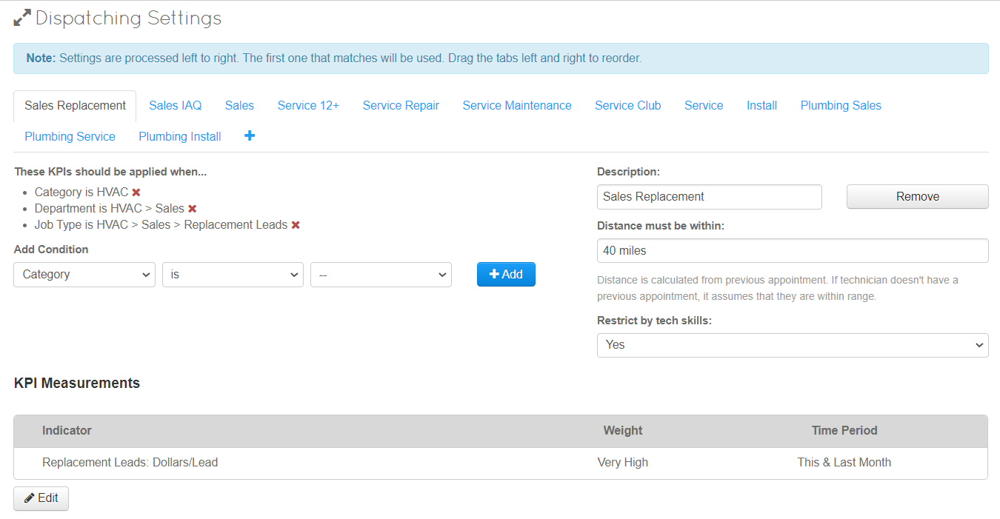 Dispatching Settings
Note: Settings are processed left to right. The first one that matches will be used. Drag the tabs left and right to reorder.
Sales Replacement Sales IAQ Sales Service 12+ Service Repair Service Maintenance Service Club Service Install Plumbing Sales
Plumbing Service Plumbing Install
These KPIs should be applied when...
Category is HVAC
Department is HVAC > Sales
Job Type is HVAC > Sales > Replacement Leads
Add Condition
Category is -- Add
Description:
Sales Replacement Remove
Distance must be within:
40 miles
Distance is calculated from previous appointment. If technician doesn't have a
previous appointment, it assumes that they are within range.
Restrict by tech skills:
Yes
KPI Measurements
Indicator Weight Time Period
Replacement Leads: Dollars/Lead Very High This & Last Month
Edit